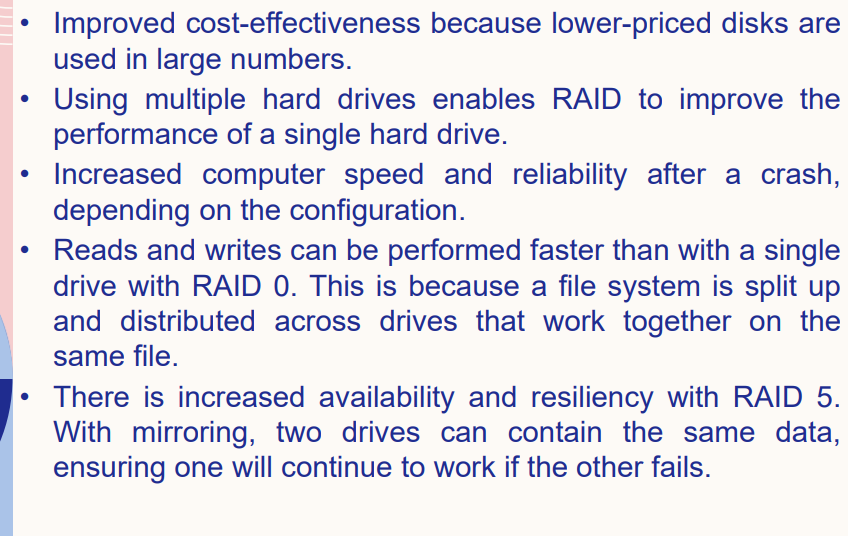 • Improved cost-effectiveness because lower-priced disks are
used in large numbers.
• Using multiple hard drives enables RAID to improve the
performance of a single hard drive.
• Increased computer speed and reliability after a crash,
depending on the configuration.
• Reads and writes can be performed faster than with a single
drive with RAID 0. This is because a file system is split up
and distributed across drives that work together on the
same file.
• There is increased availability and resiliency with RAID 5.
With mirroring, two drives can contain the same data,
ensuring one will continue to work if the other fails.